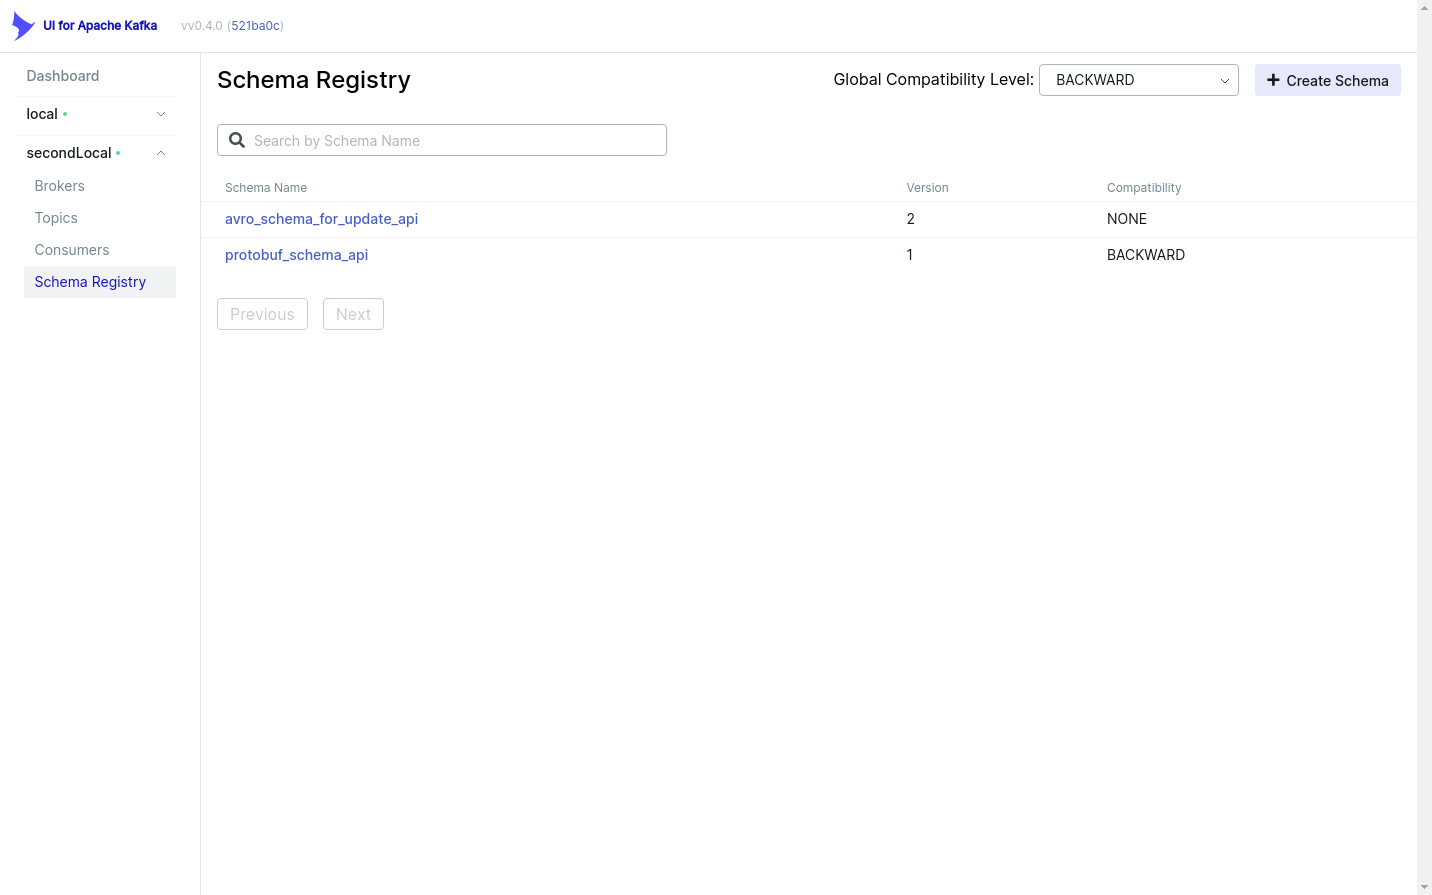 UI for Apache Kafka vv0.4.0 (521ba0c)
Dashboard
local
secondLocal
Brokers
Topics
Consumers
Schema Registry
Schema Registry
Global Compatibility Level: BACKWARD Create Schema
Search by Schema Name
Schema Name Version Compatibility
avro_schema_for_update_api 2 NONE
protobuf_schema_api 1 BACKWARD
Previous Next